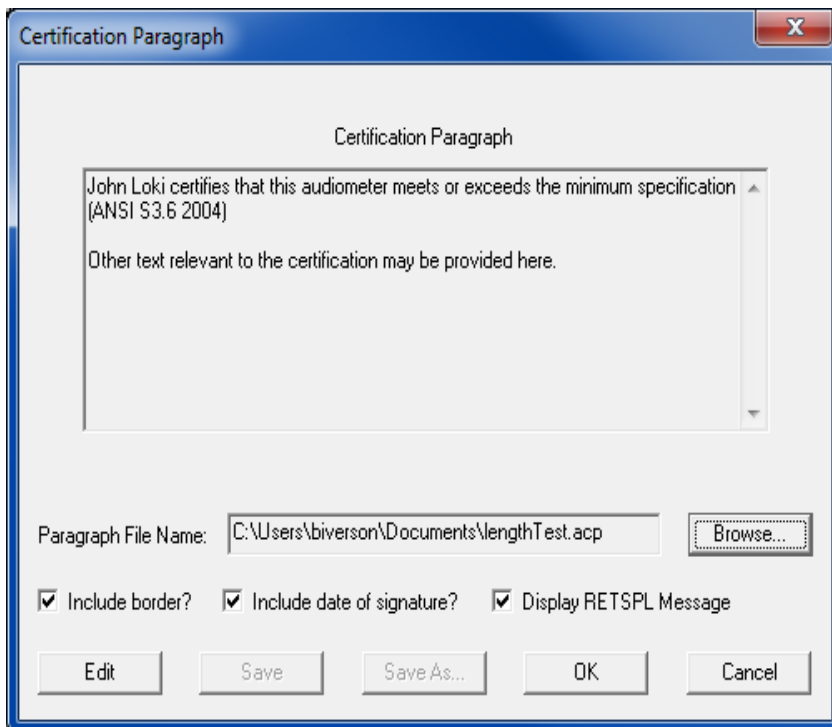 Certification Paragraph
X
Certification Paragraph
John Loki certifies that this audiometer meets or exceeds the minimum specification
(ANSI S3.6 2004)
Other text relevant to the certification may be provided here.
Paragraph File Name: C:\Users\biverson\Documents\lengthTest.acp Browse...
Include border? Include date of signature? Display RETSPL Message
Edit Save Save As... OK Cancel